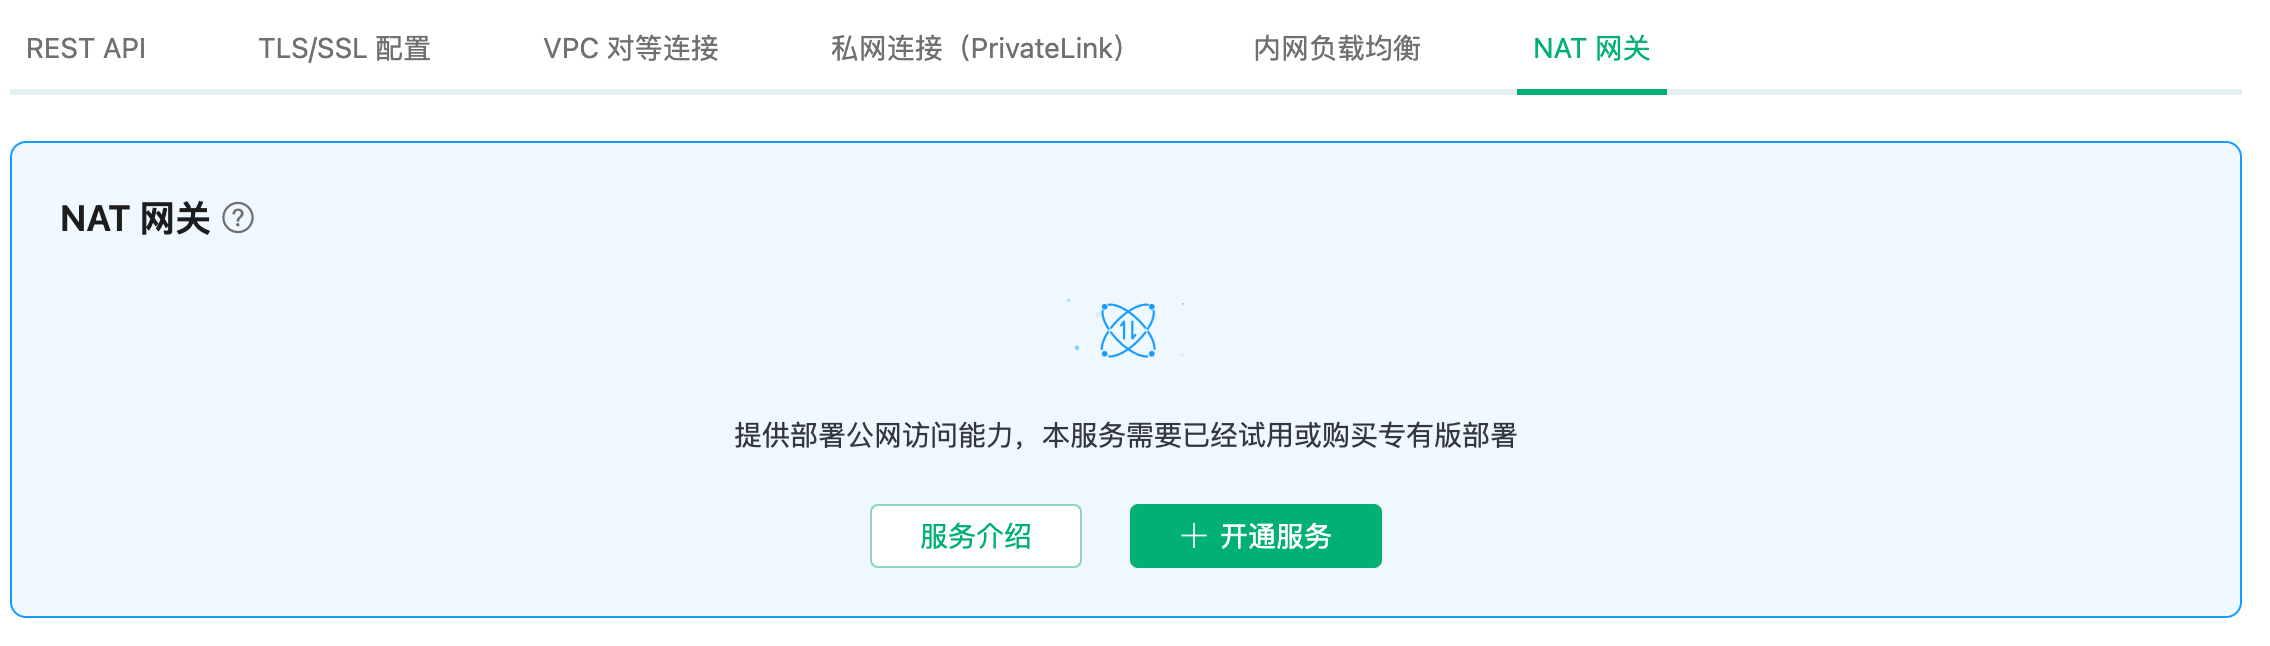 REST API TLS/SSL 配置 VPC 对等连接 私网连接（PrivateLink） 内网负载均衡 NAT 网关
NAT 网关 ?
提供部署公网访问能力，本服务需要已经试用或购买专有版部署
服务介绍 + 开通服务